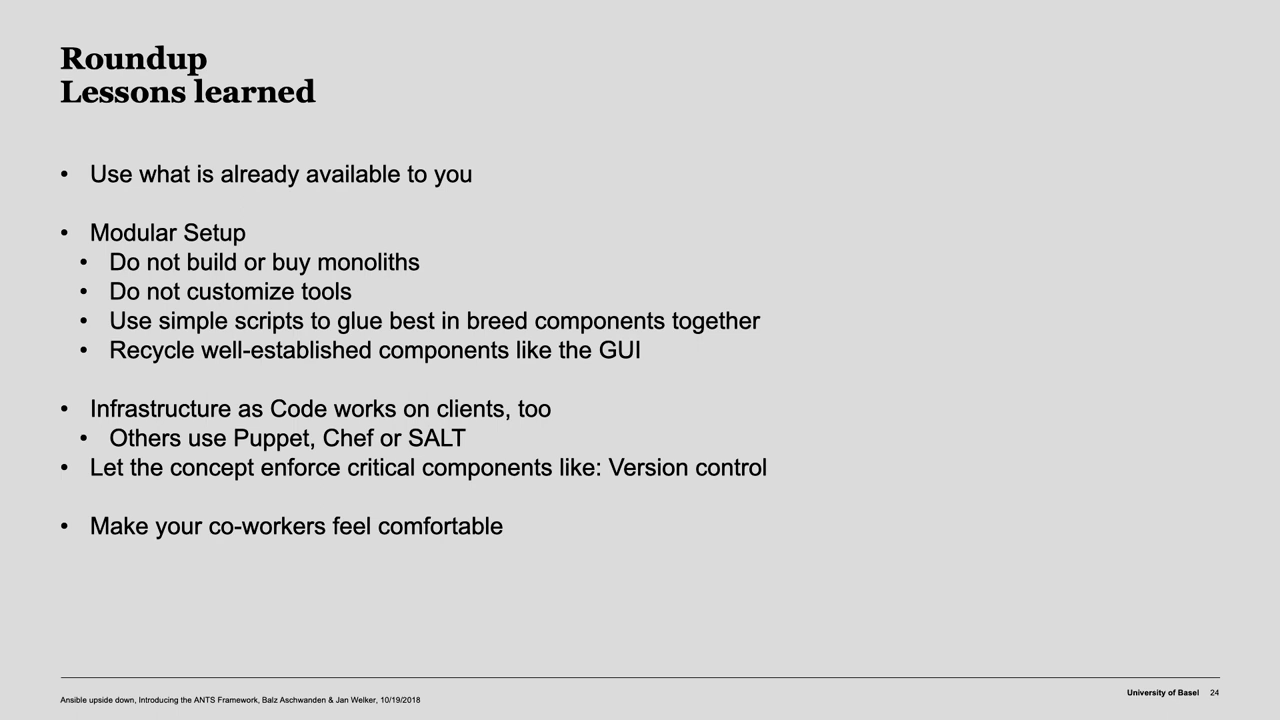 Roundup
Lessons learned
• Use what is already available to you
• Modular Setup
• Do not build or buy monoliths
• Do not customize tools
• Use simple scripts to glue best in breed components together
• Recycle well-established components like the GUI
• Infrastructure as Code works on clients, too
• Others use Puppet, Chef or SALT
• Let the concept enforce critical components like: Version control
• Make your co-workers feel comfortable
Ansible upside down, Introducing the ANTS Framework, Balz Aschwanden & Jan Welker, 10/19/2018
University of Basel 24